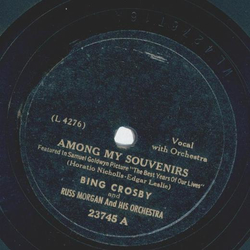 (L 4276)
Vocal
with Orchestra
AMONG MY SOUVENIRS
Featured in Samuel Goldwyn Picture "The Best Years Of Our Lives"
(Horatio Nicholls-Edgar Leslie)
BING CROSBY
and
RUSS MORGAN AND HIS ORCHESTRA
23745 A